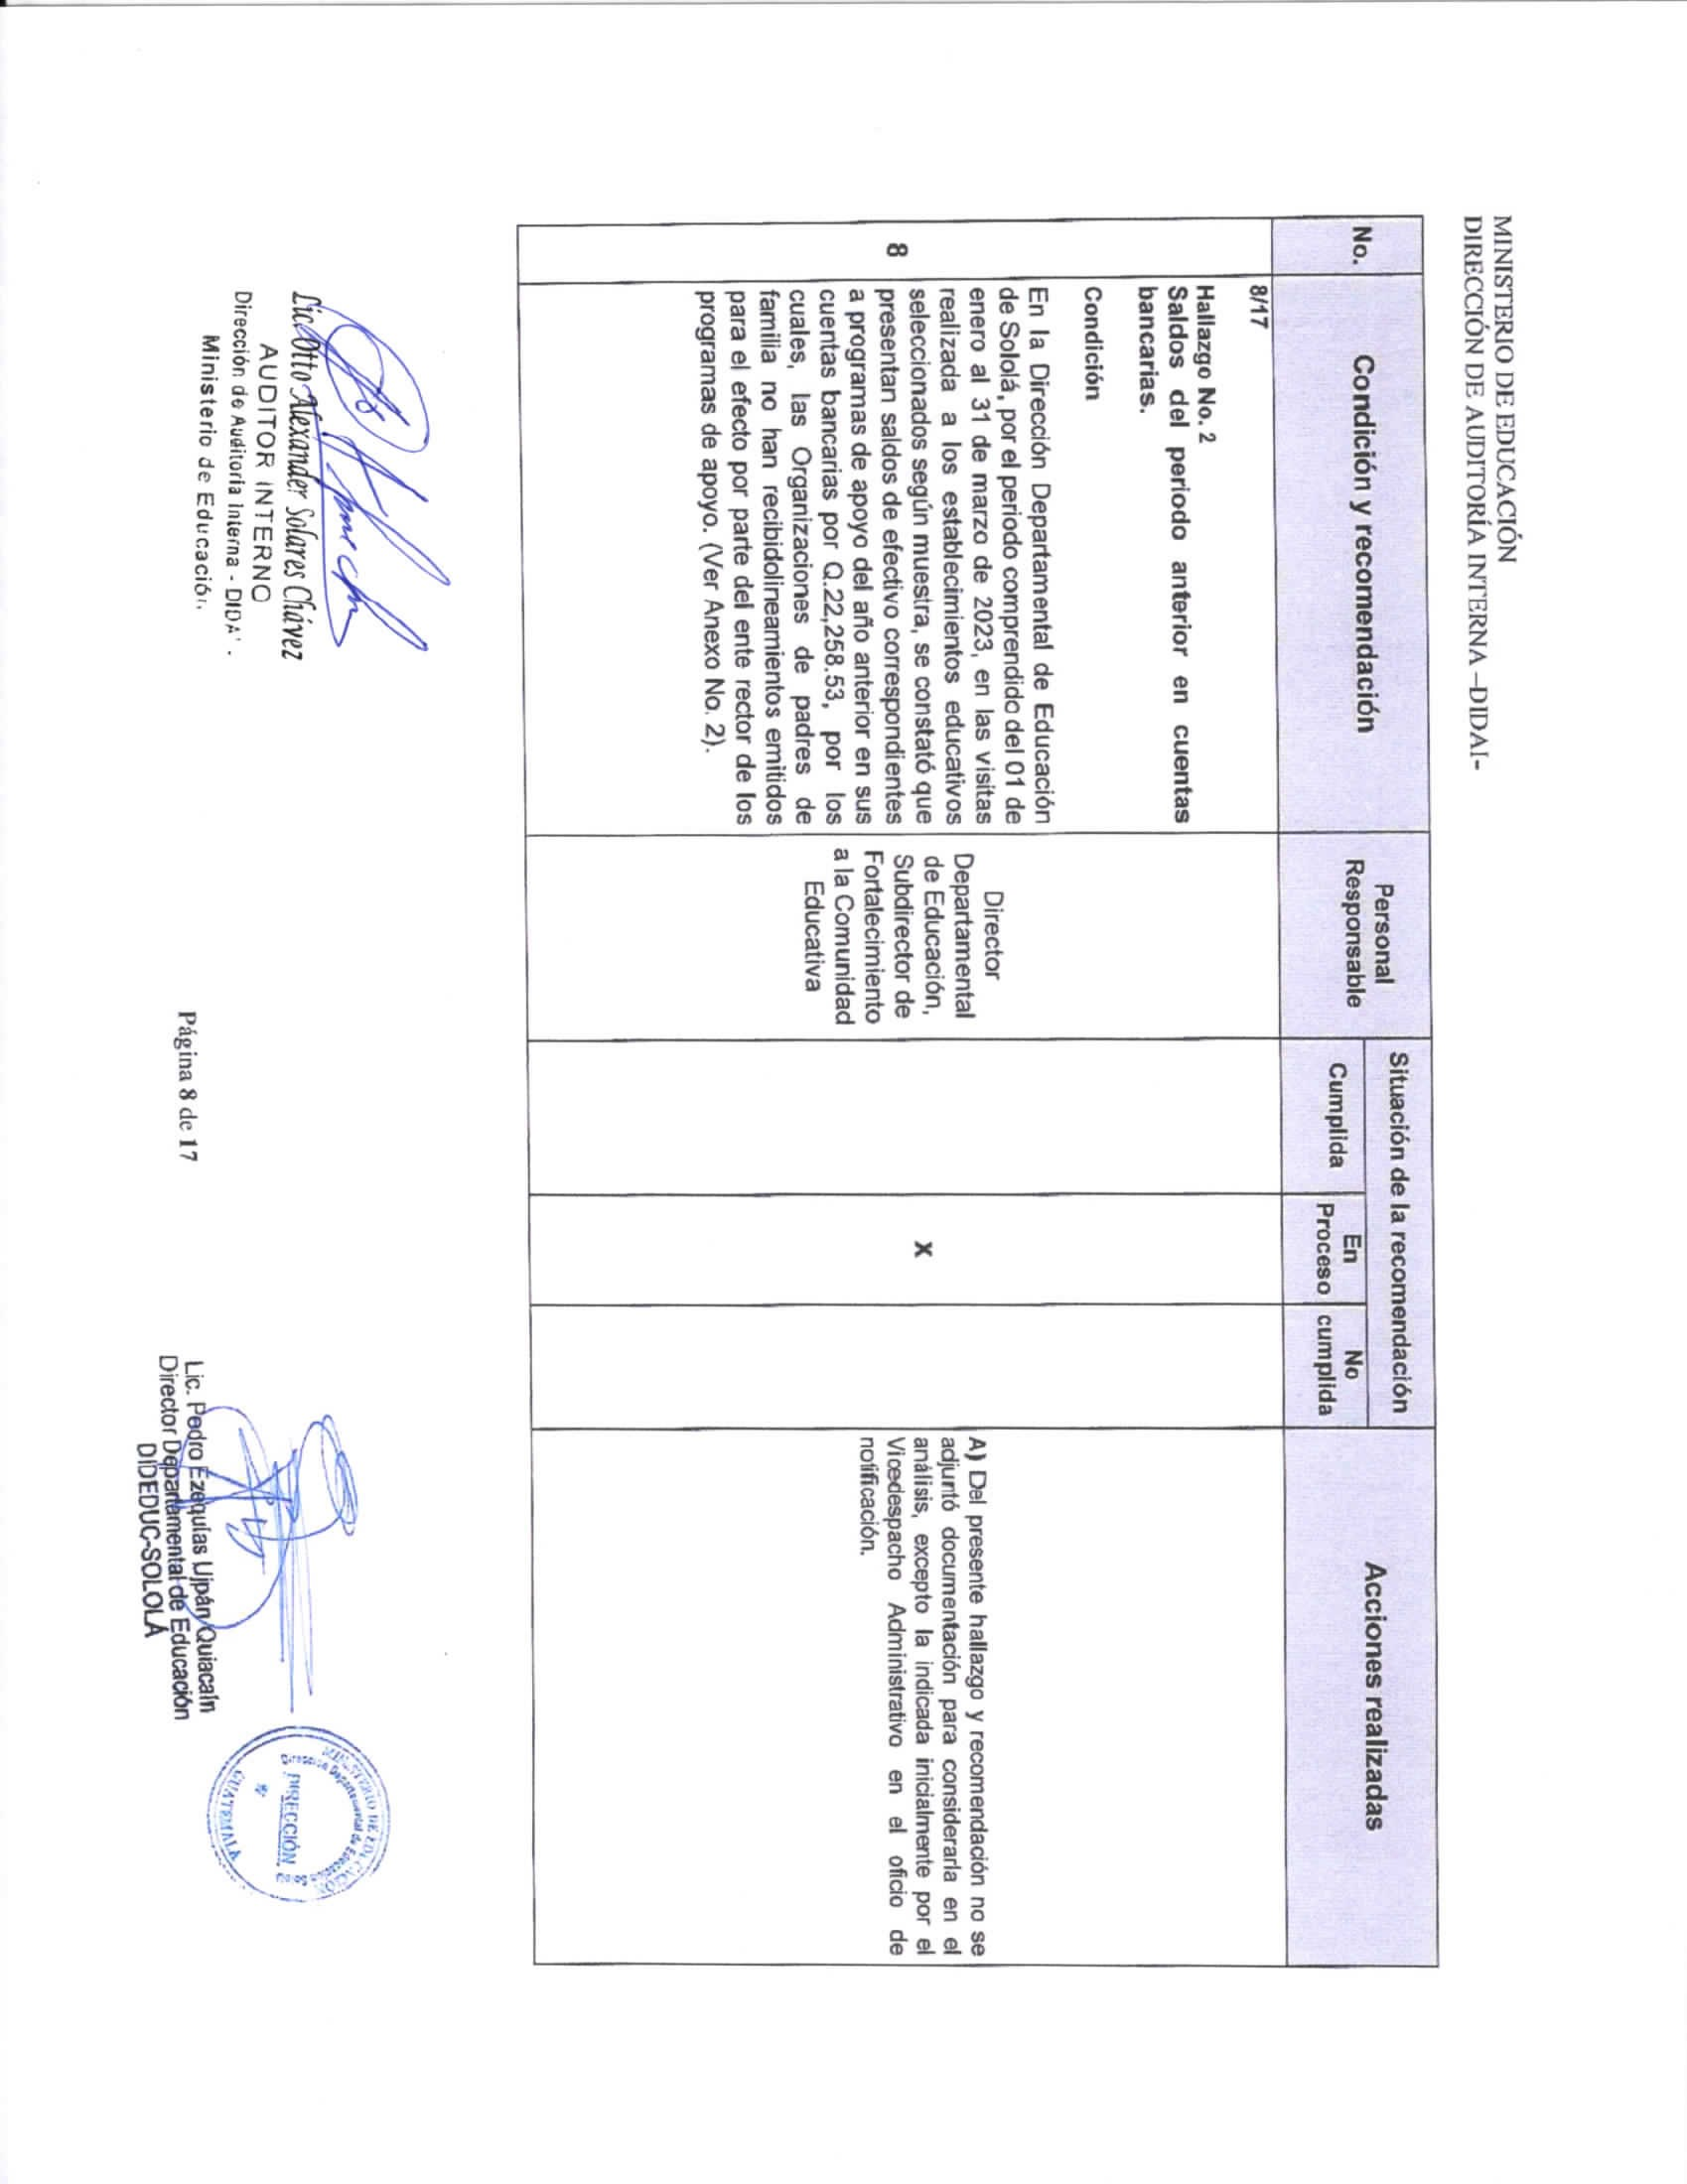 MINISTERIO DE EDUCACIÓN
DIRECCIÓN DE AUDITORÍA INTERNA –DIDAI-
No.
Condición y recomendación
Personal
Responsable
Situación de la recomendación
Cumplida
En
Proceso
No
cumplida
Acciones realizadas
8/17
Hallazgo No. 2
Saldos del periodo anterior en cuentas
bancarias.
Condición
8
En la Dirección Departamental de Educación
de Sololá, por el periodo comprendido del 01 de
enero al 31 de marzo de 2023, en las visitas
realizada a los establecimientos educativos
seleccionados según muestra, se constató que
presentan saldos de efectivo correspondientes
a programas de apoyo del año anterior en sus
cuentas bancarias por Q.22,258.53, por los
cuales, las Organizaciones de padres de
familia no han recibidolineamientos emitidos
para el efecto por parte del ente rector de los
programas de apoyo. (Ver Anexo No. 2).
Director
Departamental
de Educación,
Subdirector de
Fortalecimiento
a la Comunidad
Educativa
X
A) Del presente hallazgo y recomendación no se
adjuntó documentación para considerarla en el
análisis, excepto la indicada inicialmente por el
Vicedespacho Administrativo en el oficio de
notificación.
Lic. Otto Alexander Solares Chávez
AUDITOR INTERNO
Dirección de Auditoría Interna - DIDA
Ministerio de Educación
Página 8 de 17
Lic. Pedro Ezequías Ujpán Quiacaín
Director Departamental de Educación
DIDEDUC-SOLOLÁ
MINISTERIO DE EDUCACIÓN
Dirección Departamental de Educación
DIRECCIÓN
GUATEMALA